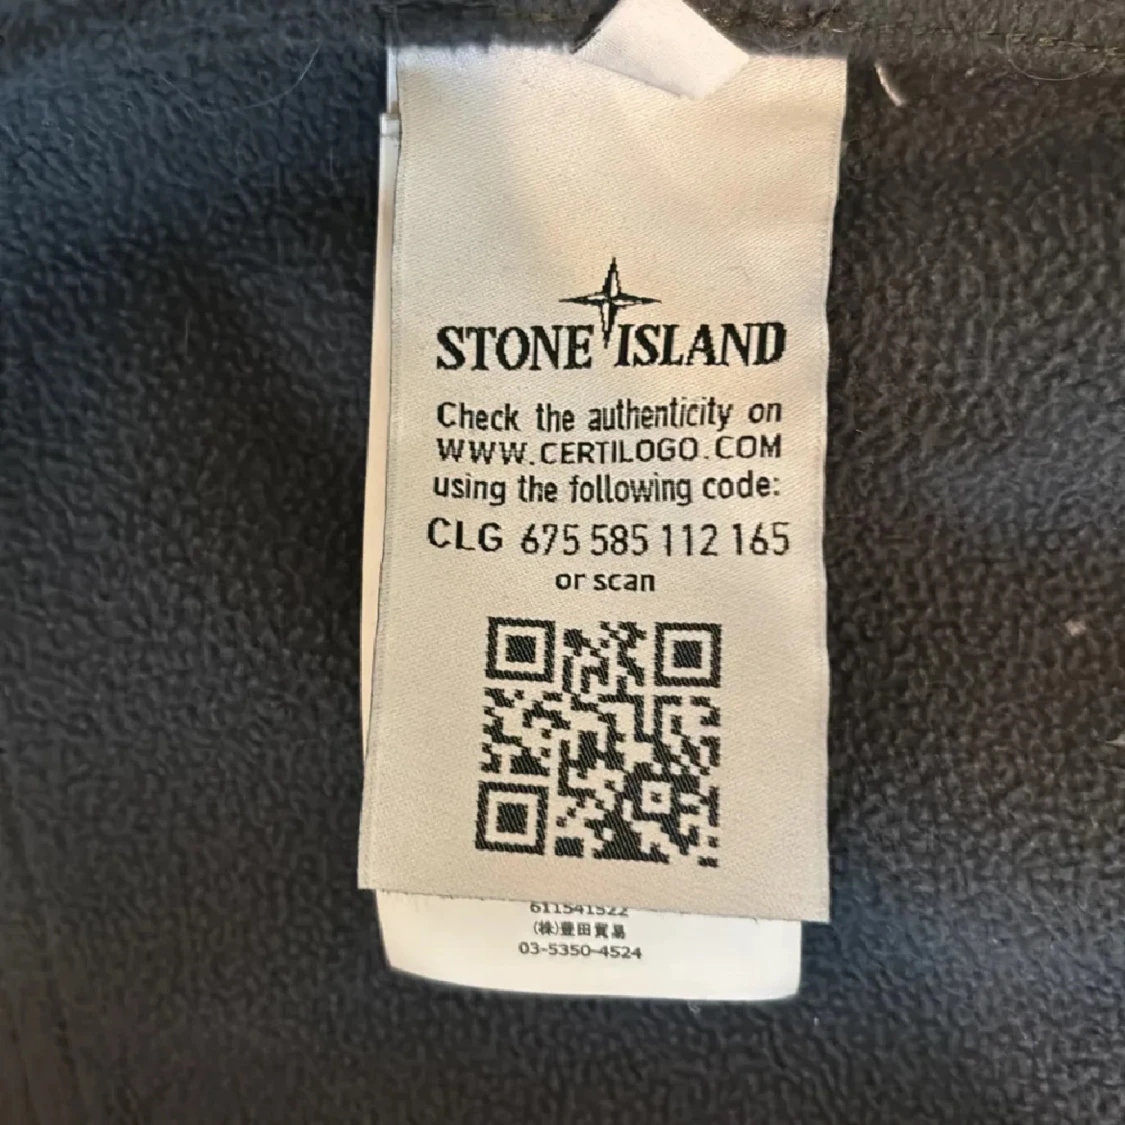 STONE ISLAND
Check the authenticity on
WWW.CERTILOGO.COM
using the following code:
CLG 675 585 112 165
or scan
611541522
(株)豊田貿易
03-5350-4524